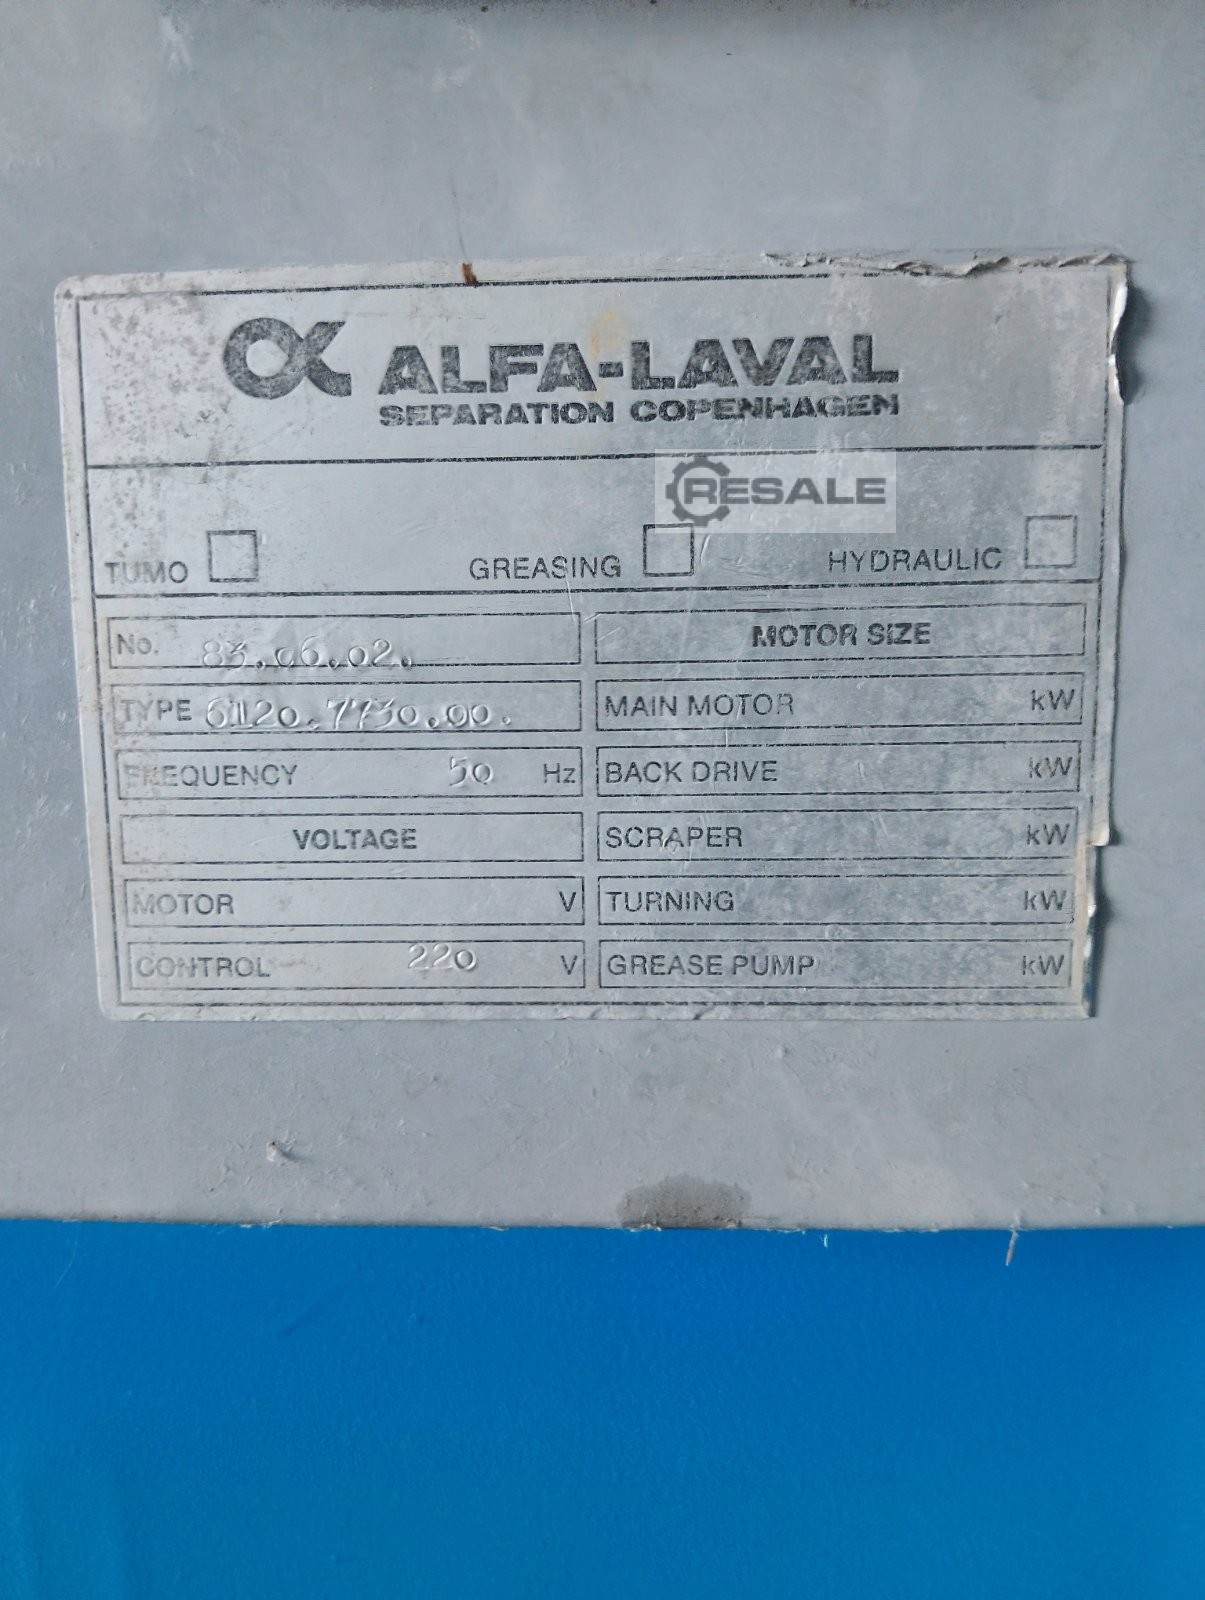 ALFA-LAVAL
SEPARATION COPENHAGEN
RESALE
TUMO GREASING HYDRAULIC
No. 83.06.02. MOTOR SIZE
TYPE 6120.7730.00. MAIN MOTOR kW
FREQUENCY 50 Hz BACK DRIVE kW
VOLTAGE SCRAPER kW
MOTOR V TURNING kW
CONTROL 220 V GREASE PUMP kW